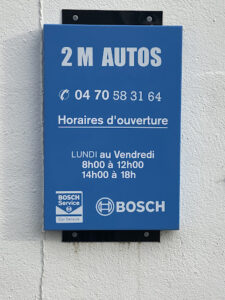 2 M AUTOS
✆ 04 70 58 31 64
Horaires d'ouverture
LUNDI au Vendredi
8h00 à 12h00
14h00 à 18h
BOSCH
Service
BOSCH